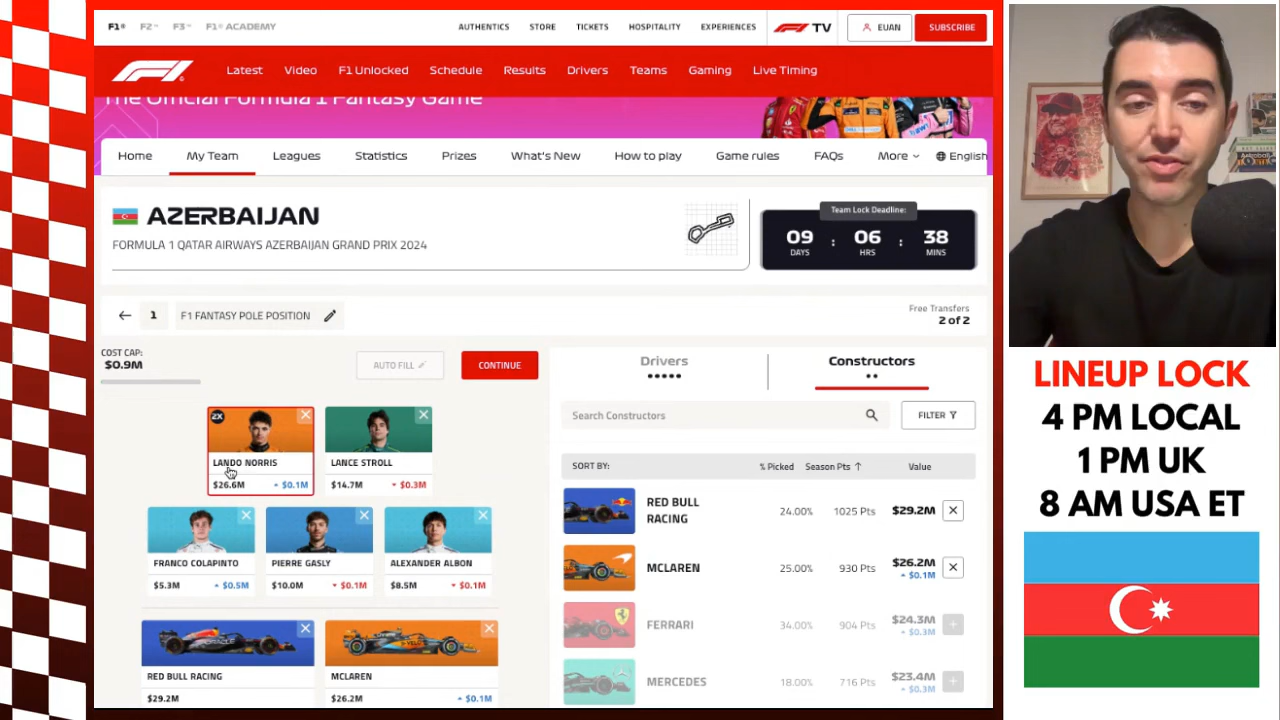 F1® F2™ F3™ F1® ACADEMY AUTHENTICS STORE TICKETS HOSPITALITY EXPERIENCES F1 TV EUAN SUBSCRIBE
F1 Latest Video F1 Unlocked Schedule Results Drivers Teams Gaming Live Timing
The Official Formula 1 Fantasy Game
Home My Team Leagues Statistics Prizes What's New How to play Game rules FAQs More English
AZERBAIJAN
FORMULA 1 QATAR AIRWAYS AZERBAIJAN GRAND PRIX 2024
Team Lock Deadline:
09 : 06 : 38
DAYS HRS MINS
1 F1 FANTASY POLE POSITION
Free Transfers
2 of 2
COST CAP:
$0.9M
AUTO FILL CONTINUE
2X
LANDO NORRIS LANCE STROLL
$26.6M $0.1M $14.7M $0.3M
FRANCO COLAPINTO PIERRE GASLY ALEXANDER ALBON
$5.3M $0.5M $10.0M $0.1M $8.5M $0.1M
RED BULL RACING MCLAREN
$29.2M $26.2M $0.1M
Drivers Constructors
Search Constructors FILTER
SORT BY: % Picked Season Pts Value
RED BULL
RACING 24.00% 1025 Pts $29.2M
MCLAREN 25.00% 930 Pts $26.2M
$0.1M
FERRARI 34.00% 904 Pts $24.3M
$0.3M
MERCEDES 18.00% 716 Pts $23.4M
$0.3M
LINEUP LOCK
4 PM LOCAL
1 PM UK
8 AM USA ET